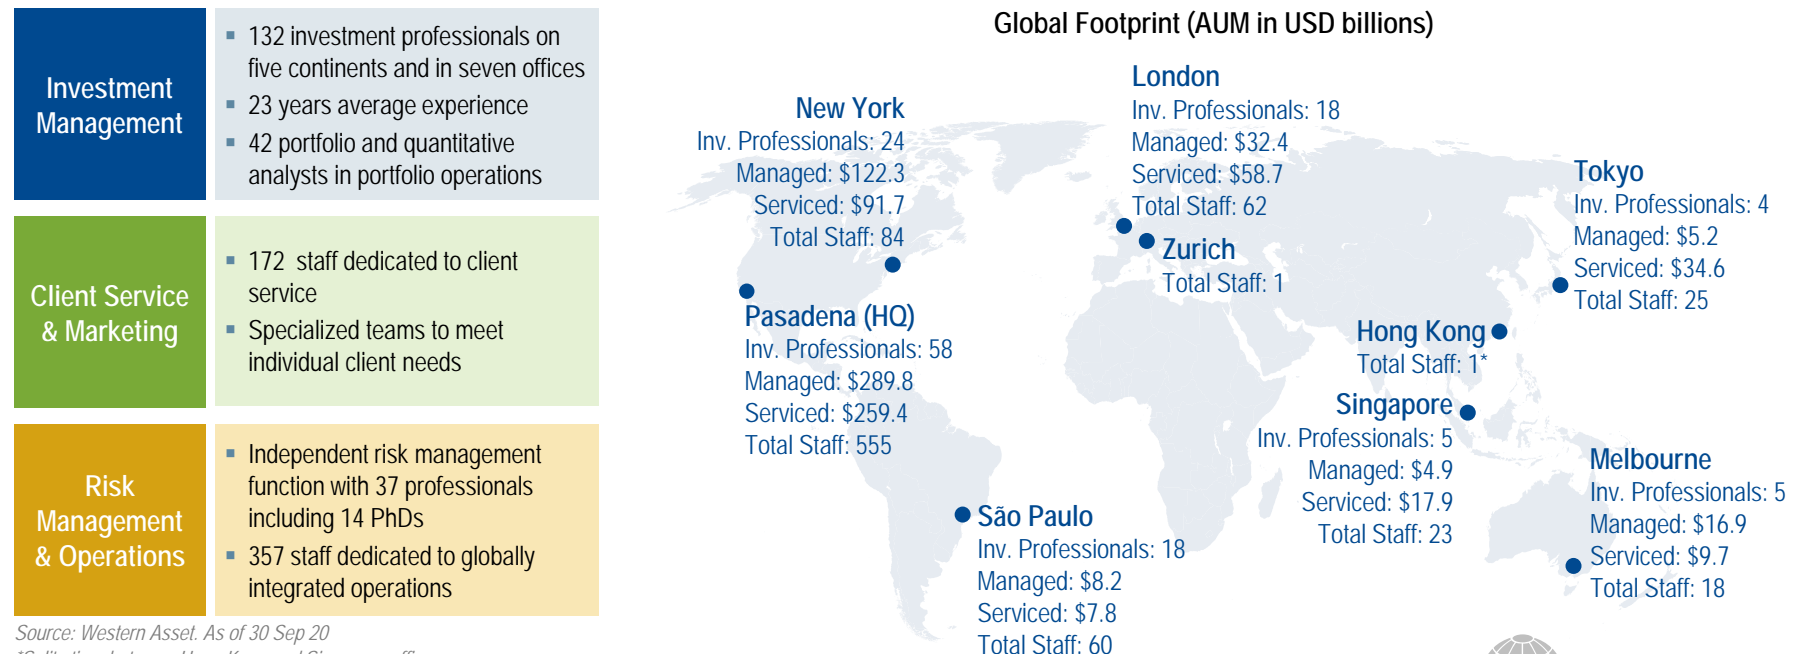 Investment
Management
▪ 132 investment professionals on
five continents and in seven offices
▪ 23 years average experience
▪ 42 portfolio and quantitative
analysts in portfolio operations
Client Service
& Marketing
▪ 172 staff dedicated to client
service
▪ Specialized teams to meet
individual client needs
Risk
Management
& Operations
▪ Independent risk management
function with 37 professionals
including 14 PhDs
▪ 357 staff dedicated to globally
integrated operations
Source: Western Asset. As of 30 Sep 20
Global Footprint (AUM in USD billions)
New York
Inv. Professionals: 24
Managed: $122.3
Serviced: $91.7
Total Staff: 84
London
Inv. Professionals: 18
Managed: $32.4
Serviced: $58.7
Total Staff: 62
Zurich
Total Staff: 1
Tokyo
Inv. Professionals: 4
Managed: $5.2
Serviced: $34.6
Total Staff: 25
Pasadena (HQ)
Inv. Professionals: 58
Managed: $289.8
Serviced: $259.4
Total Staff: 555
Hong Kong
Total Staff: 1*
Singapore
Inv. Professionals: 5
Managed: $4.9
Serviced: $17.9
Total Staff: 23
São Paulo
Inv. Professionals: 18
Managed: $8.2
Serviced: $7.8
Total Staff: 60
Melbourne
Inv. Professionals: 5
Managed: $16.9
Serviced: $9.7
Total Staff: 18